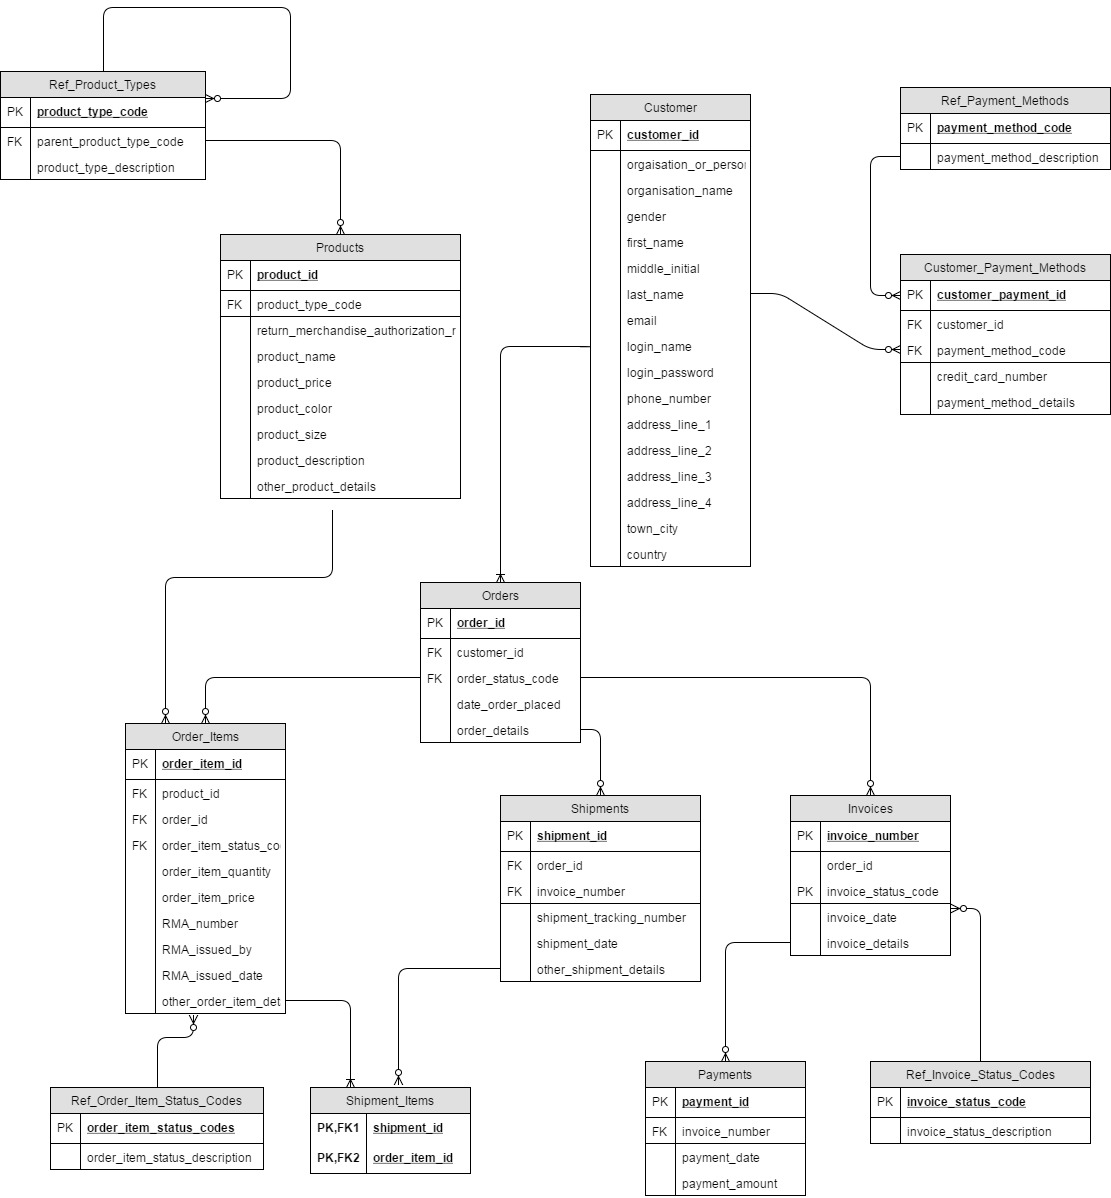 Ref_Product_Types
PK product_type_code
FK parent_product_type_code
product_type_description
Products
PK product_id
FK product_type_code
return_merchandise_authorization_r
product_name
product_price
product_color
product_size
product_description
other_product_details
Customer
PK customer_id
orgaisation_or_person
organisation_name
gender
first_name
middle_initial
last_name
email
login_name
login_password
phone_number
address_line_1
address_line_2
address_line_3
address_line_4
town_city
country
Ref_Payment_Methods
PK payment_method_code
payment_method_description
Customer_Payment_Methods
PK customer_payment_id
FK customer_id
FK payment_method_code
credit_card_number
payment_method_details
Orders
PK order_id
FK customer_id
FK order_status_code
date_order_placed
order_details
Order_Items
PK order_item_id
FK product_id
FK order_id
FK order_item_status_co
order_item_quantity
order_item_price
RMA_number
RMA_issued_by
RMA_issued_date
other_order_item_det
Shipments
PK shipment_id
FK order_id
FK invoice_number
shipment_tracking_number
shipment_date
other_shipment_details
Invoices
PK invoice_number
order_id
PK invoice_status_code
invoice_date
invoice_details
Ref_Order_Item_Status_Codes
PK order_item_status_codes
order_item_status_description
Shipment_Items
PK,FK1 shipment_id
PK,FK2 order_item_id
Payments
PK payment_id
FK invoice_number
payment_date
payment_amount
Ref_Invoice_Status_Codes
PK invoice_status_code
invoice_status_description